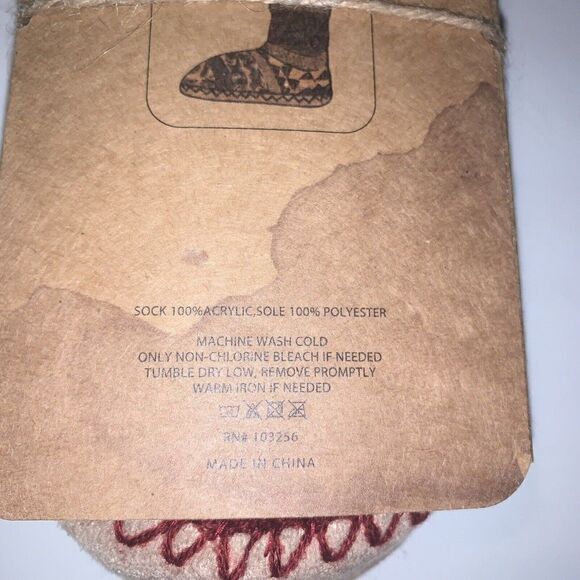 SOCK 100%ACRYLIC,SOLE 100% POLYESTER
MACHINE WASH COLD
ONLY NON-CHLORINE BLEACH IF NEEDED
TUMBLE DRY LOW, REMOVE PROMPTLY
WARM IRON IF NEEDED
RN# 103256
MADE IN CHINA